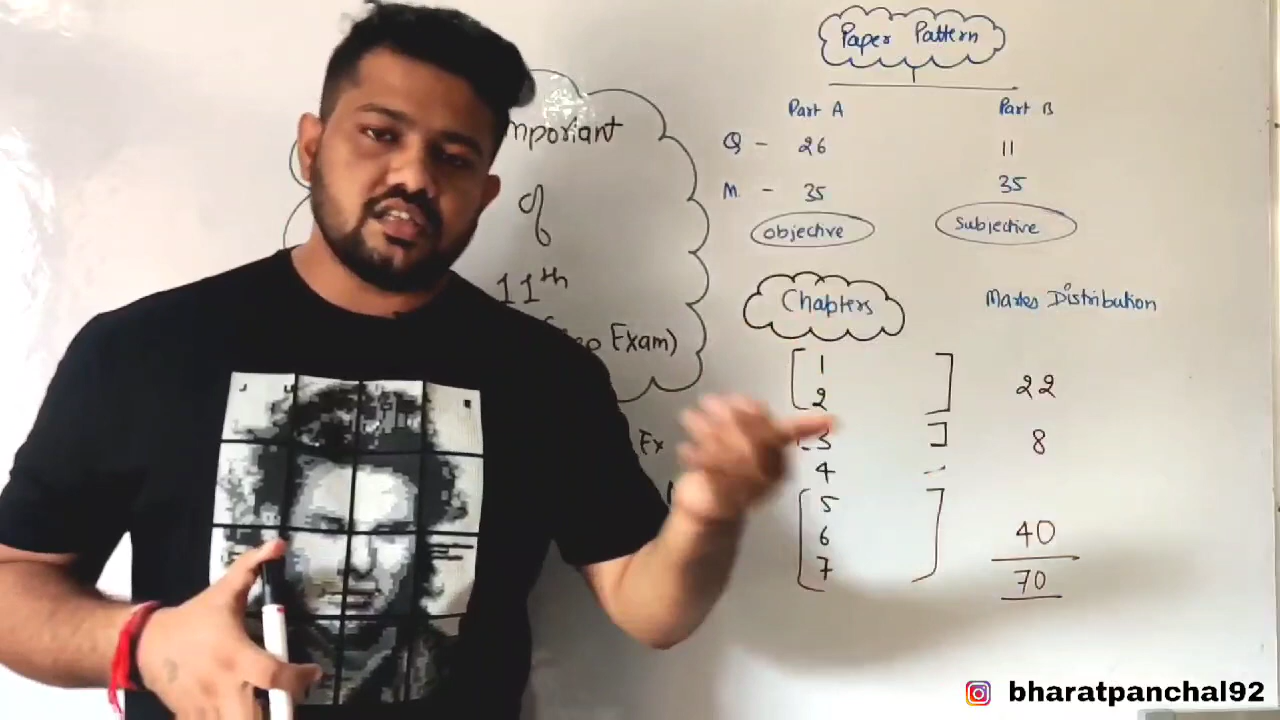 Important
of
11th
Exam)
Ex
Paper Pattern
Part A Part B
Q - 26 11
M. - 35 35
Objective Subjective
Chapters Marks Distribution
1
2 22
3 8
4 -
5
6 40
7 70
bharatpanchal92